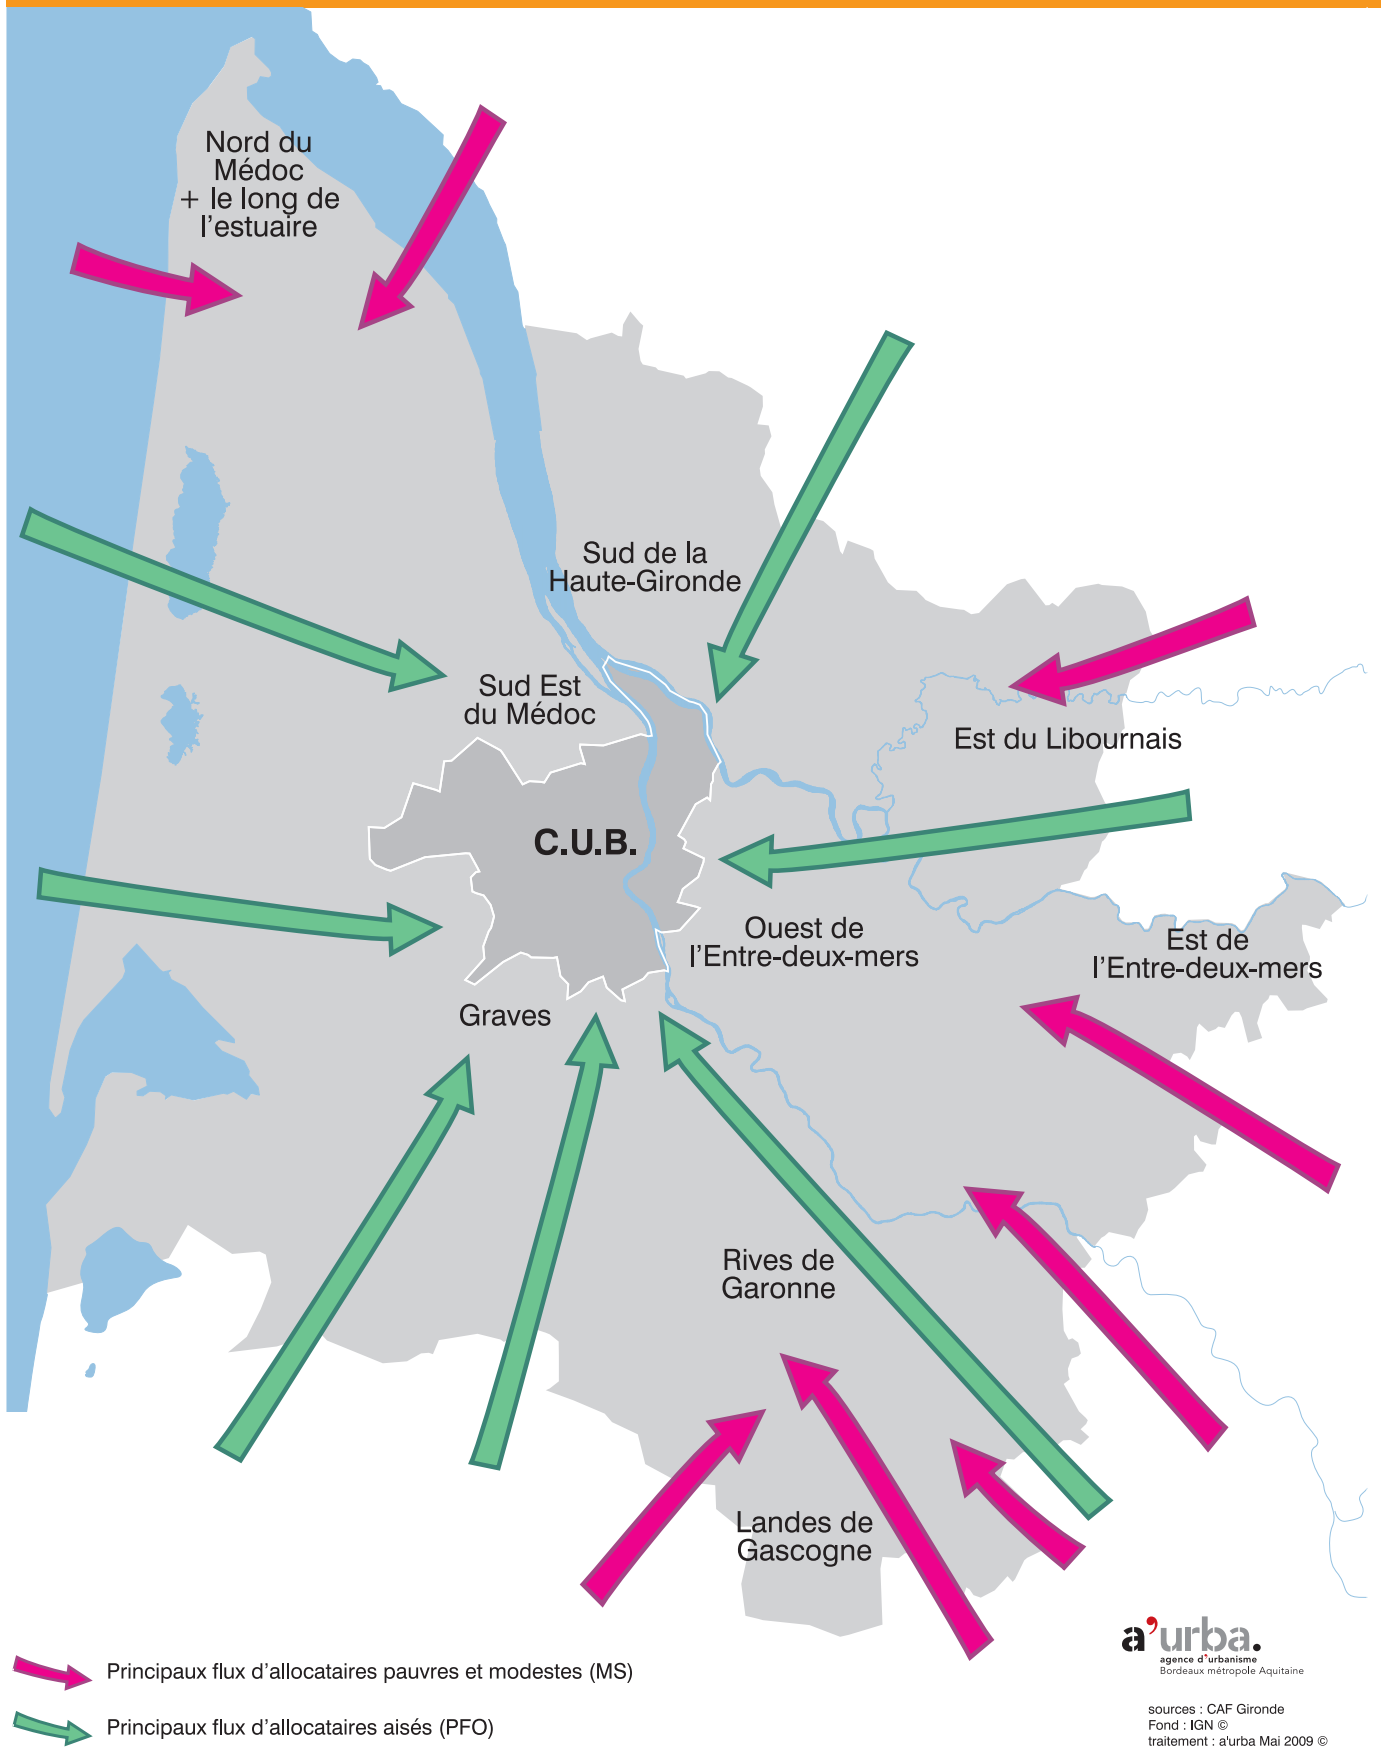 Nord du
Médoc
+ le long de
l'estuaire
Sud de la
Haute-Gironde
Sud Est
du Médoc
Est du Libournais
C.U.B.
Ouest de
l'Entre-deux-mers
Est de
l'Entre-deux-mers
Graves
Rives de
Garonne
Landes de
Gascogne
a'urba.
agence d'urbanisme
Bordeaux métropole Aquitaine
Principaux flux d'allocataires pauvres et modestes (MS)
Principaux flux d'allocataires aisés (PFO)
sources : CAF Gironde
Fond : IGN ©
traitement : a'urba Mai 2009 ©